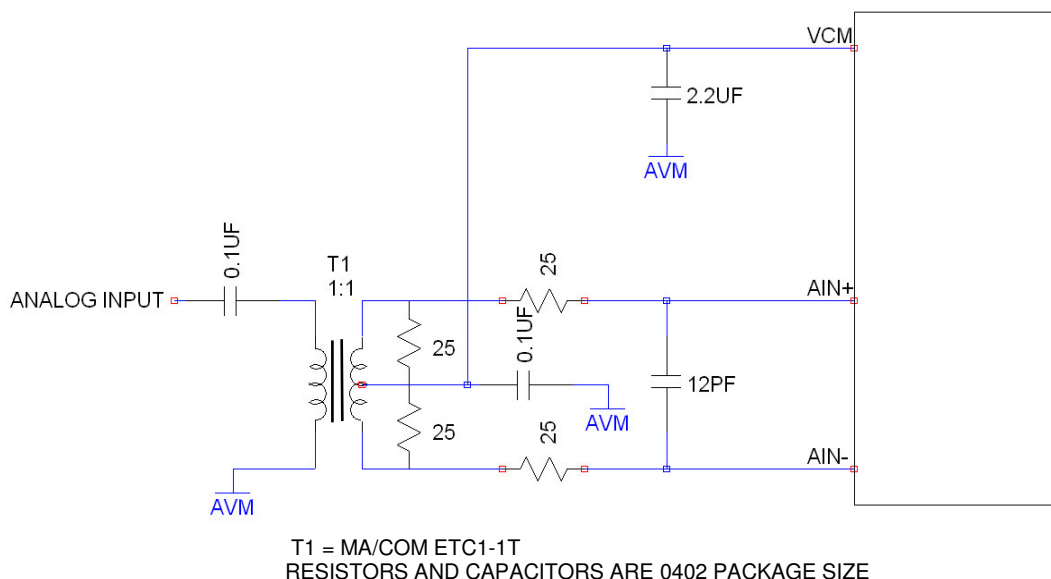 VCM
2.2UF
AVM
0.1UF
T1
1:1
25
ANALOG INPUT
AIN+
0.1UF
25
12PF
AVM
25
25
AIN-
AVM
T1 = MA/COM ETC1-1T
RESISTORS AND CAPACITORS ARE 0402 PACKAGE SIZE